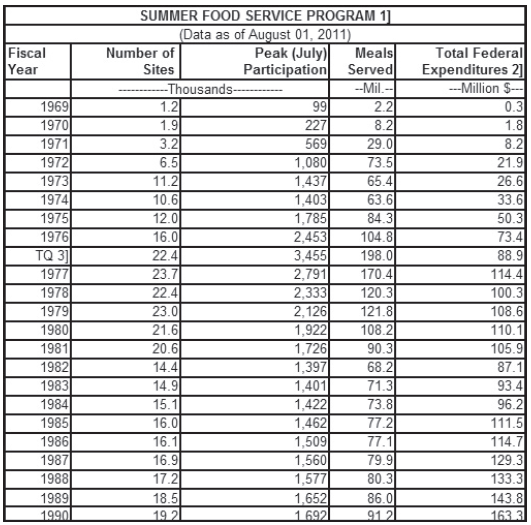 SUMMER FOOD SERVICE PROGRAM 1]
(Data as of August 01, 2011)
Fiscal Number of Peak (July) Meals Total Federal
Year Sites Participation Served Expenditures 2]
------------Thousands------------ --Mil.-- ---Million $---
1969 1.2 99 2.2 0.3
1970 1.9 227 8.2 1.8
1971 3.2 569 29.0 8.2
1972 6.5 1,080 73.5 21.9
1973 11.2 1,437 65.4 26.6
1974 10.6 1,403 63.6 33.6
1975 12.0 1,785 84.3 50.3
1976 16.0 2,453 104.8 73.4
TQ 3] 22.4 3,455 198.0 88.9
1977 23.7 2,791 170.4 114.4
1978 22.4 2,333 120.3 100.3
1979 23.0 2,126 121.8 108.6
1980 21.6 1,922 108.2 110.1
1981 20.6 1,726 90.3 105.9
1982 14.4 1,397 68.2 87.1
1983 14.9 1,401 71.3 93.4
1984 15.1 1,422 73.8 96.2
1985 16.0 1,462 77.2 111.5
1986 16.1 1,509 77.1 114.7
1987 16.9 1,560 79.9 129.3
1988 17.2 1,577 80.3 133.3
1989 18.5 1,652 86.0 143.8
1990 19.2 1,692 91.2 163.3